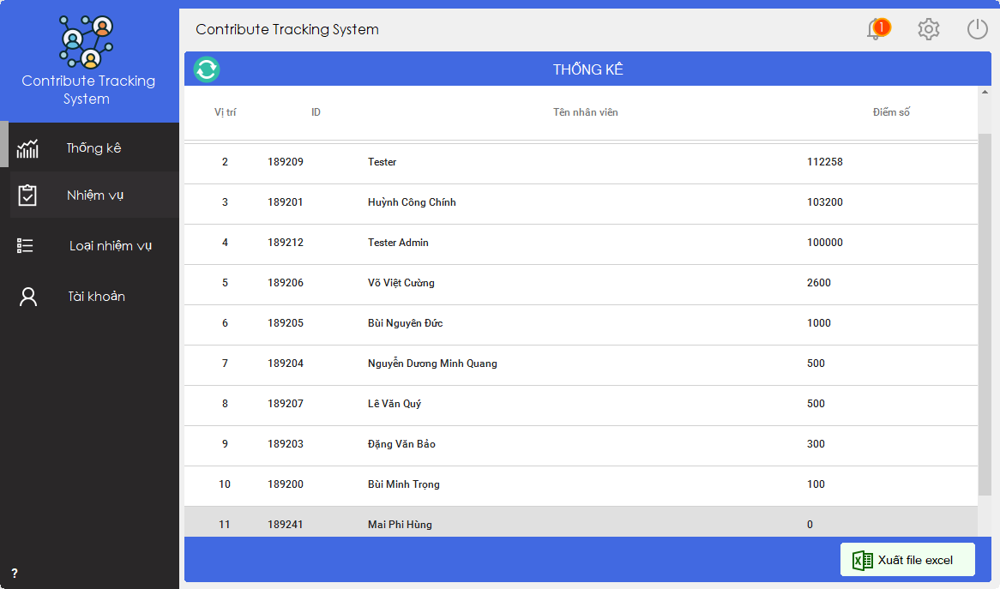 Contribute Tracking
System
Thống kê
Nhiệm vụ
Loại nhiệm vụ
Tài khoản
?
Contribute Tracking System
1
THỐNG KÊ
Vị trí ID Tên nhân viên Điểm số
2 189209 Tester 112258
3 189201 Huỳnh Công Chính 103200
4 189212 Tester Admin 100000
5 189206 Võ Việt Cường 2600
6 189205 Bùi Nguyên Đức 1000
7 189204 Nguyễn Dương Minh Quang 500
8 189207 Lê Văn Quý 500
9 189203 Đặng Văn Bảo 300
10 189200 Bùi Minh Trọng 100
11 189241 Mai Phi Hùng 0
Xuất file excel